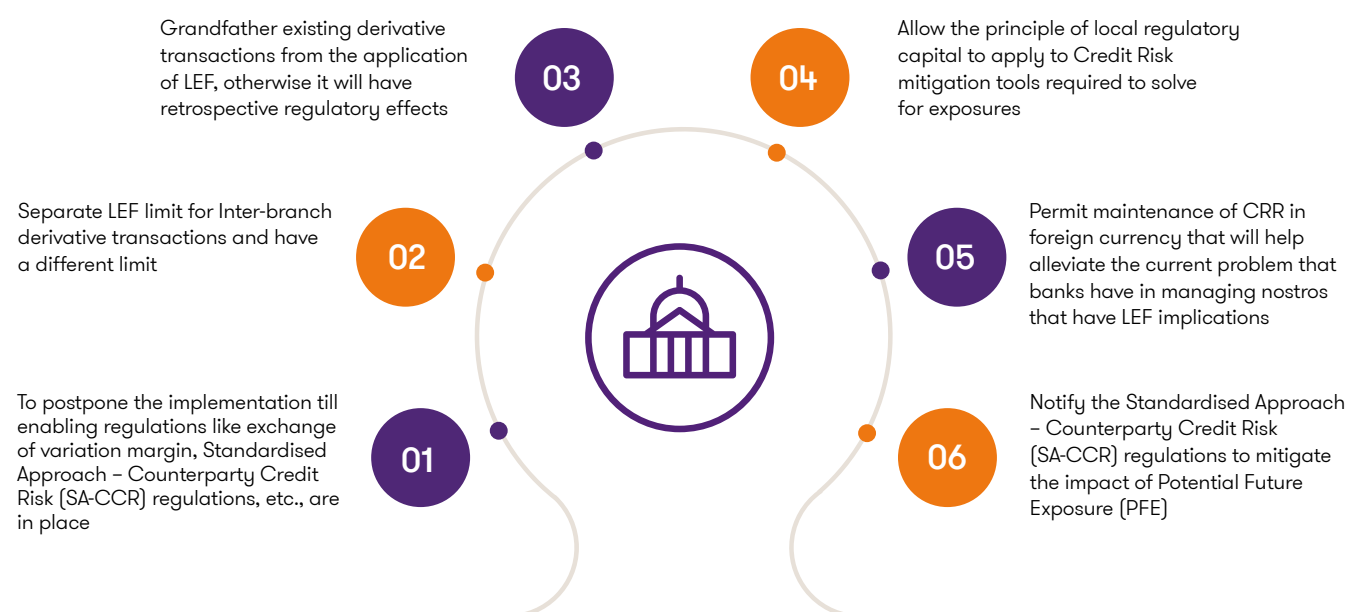 01
To postpone the implementation till
enabling regulations like exchange
of variation margin, Standardised
Approach – Counterparty Credit
Risk (SA-CCR) regulations, etc., are
in place
02
Separate LEF limit for Inter-branch
derivative transactions and have
a different limit
03
Grandfather existing derivative
transactions from the application
of LEF, otherwise it will have
retrospective regulatory effects
04
Allow the principle of local regulatory
capital to apply to Credit Risk
mitigation tools required to solve
for exposures
05
Permit maintenance of CRR in
foreign currency that will help
alleviate the current problem that
banks have in managing nostros
that have LEF implications
06
Notify the Standardised Approach
– Counterparty Credit Risk
(SA-CCR) regulations to mitigate
the impact of Potential Future
Exposure (PFE)